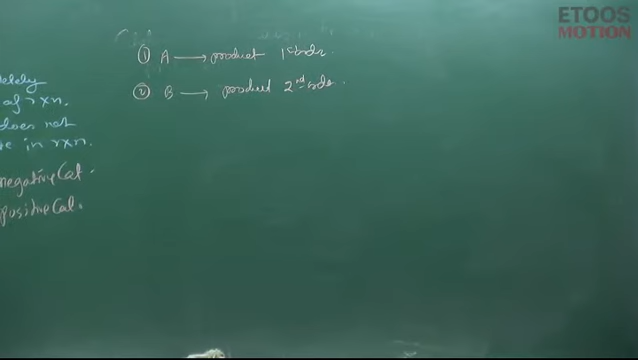 ETOOS
MOTION
① A → product 1st order.
② B → product 2nd order.
of rxn.
does not
in rxn.
negative Cat.
positive Cat.